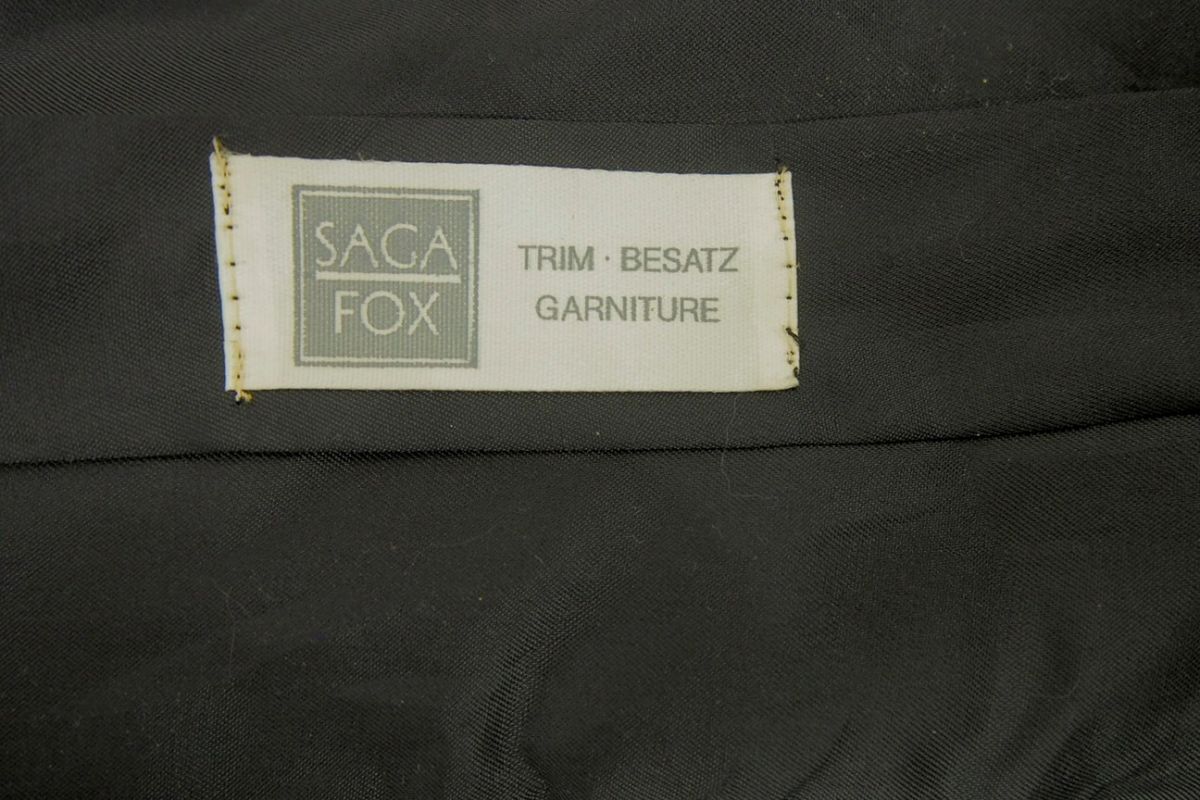 SAGA
FOX
TRIM · BESATZ
GARNITURE